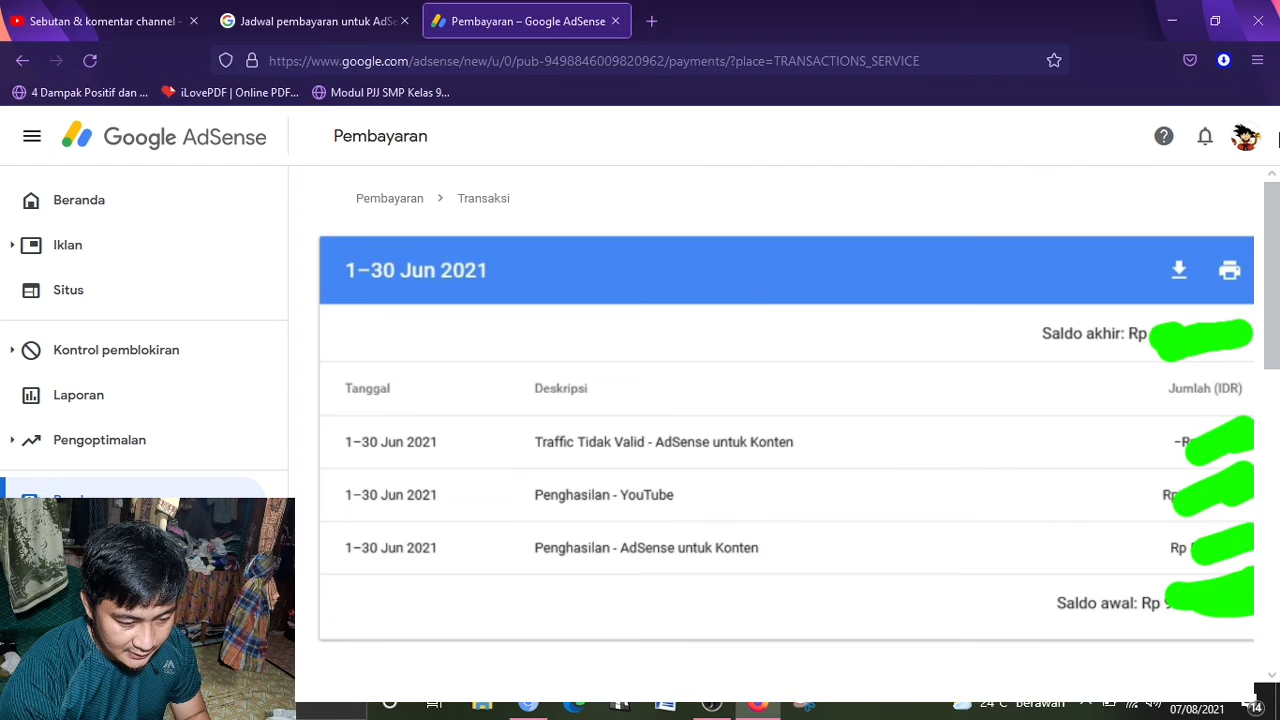 Sebutan & komentar channel -
Jadwal pembayaran untuk AdSe
Pembayaran – Google AdSense
https://www.google.com/adsense/new/u/0/pub-9498846009820962/payments/?place=TRANSACTIONS_SERVICE
4 Dampak Positif dan ...
iLovePDF | Online PDF...
Modul PJJ SMP Kelas 9...
Google AdSense
Pembayaran
Beranda
Iklan
Situs
Kontrol pemblokiran
Laporan
Pengoptimalan
Pembayaran > Transaksi
1–30 Jun 2021
Saldo akhir: Rp
Tanggal Deskripsi Jumlah (IDR)
1–30 Jun 2021 Traffic Tidak Valid - AdSense untuk Konten
1–30 Jun 2021 Penghasilan - YouTube Rp
1–30 Jun 2021 Penghasilan - AdSense untuk Konten Rp
Saldo awal: Rp 9
24°C Berawan
07/08/2021
14